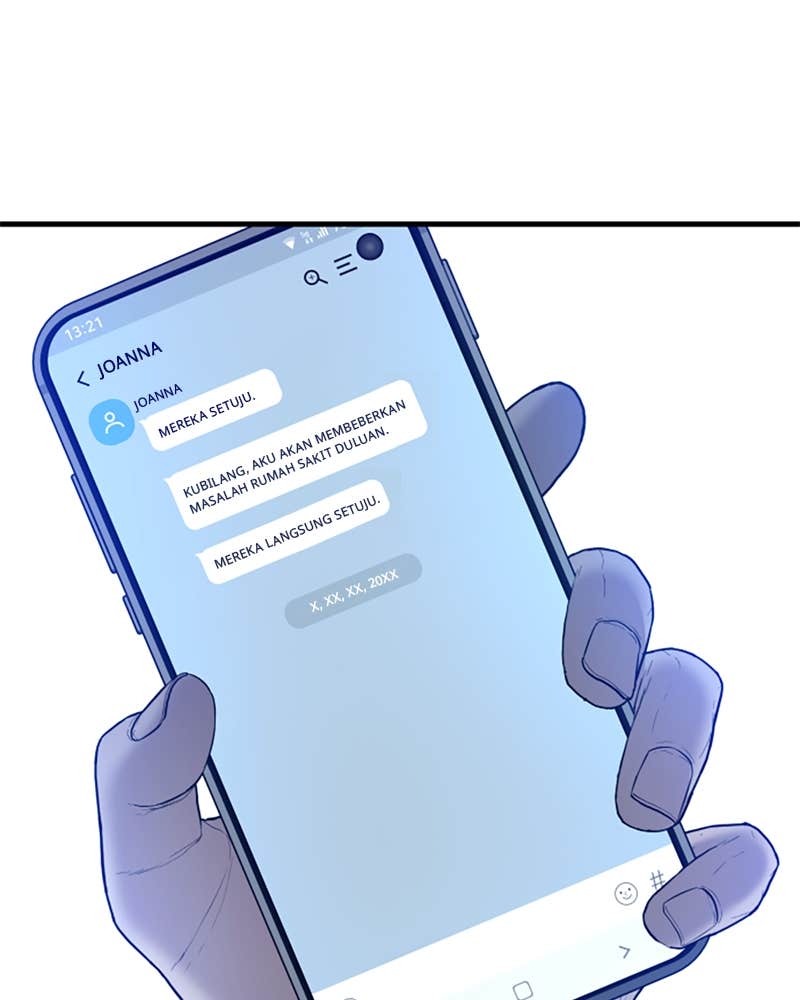 13:21
JOANNA
JOANNA
MEREKA SETUJU.
KUBILANG, AKU AKAN MEMBEBERKAN
MASALAH RUMAH SAKIT DULUAN.
MEREKA LANGSUNG SETUJU.
X, XX, XX, 20XX
#